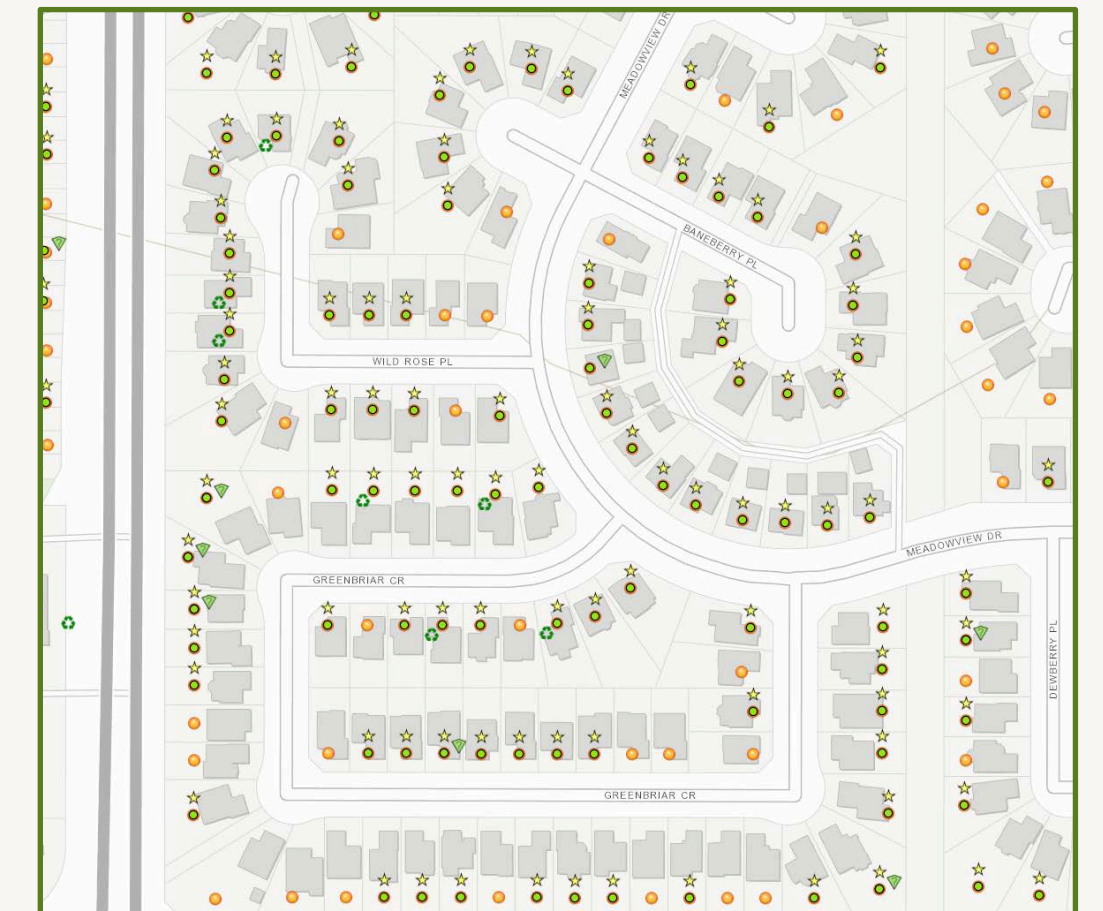 MEADOWVIEW DR
BANEBERRY PL
WILD ROSE PL
MEADOWVIEW DR
GREENBRIAR CR
DEWBERRY PL
GREENBRIAR CR